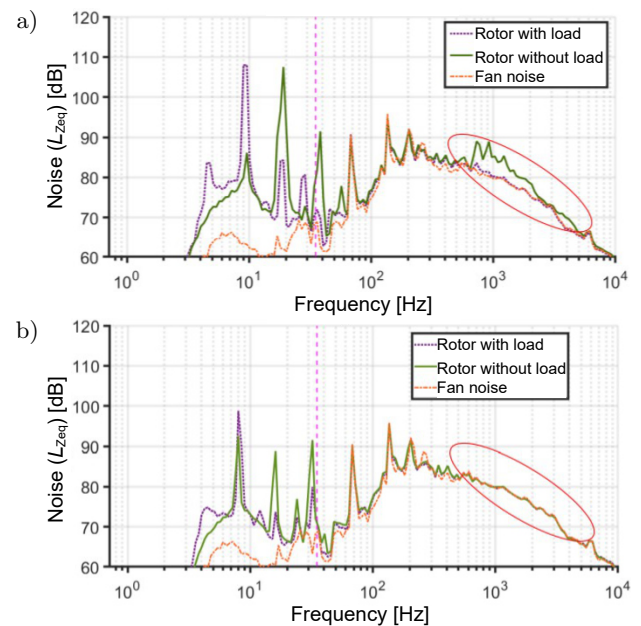 a)
120
110
100
90
80
70
60
Noise (L_Zeq) [dB]
Rotor with load
Rotor without load
Fan noise
10^0 10^1 10^2 10^3 10^4
Frequency [Hz]
b)
120
110
100
90
80
70
60
Noise (L_Zeq) [dB]
Rotor with load
Rotor without load
Fan noise
10^0 10^1 10^2 10^3 10^4
Frequency [Hz]